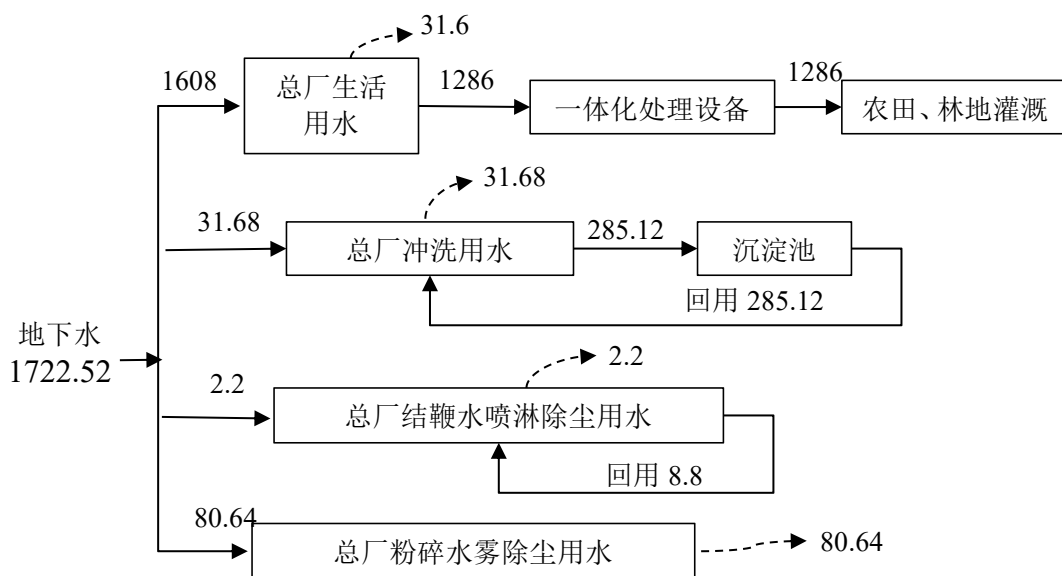 31.6
1608
总厂生活
用水
1286
一体化处理设备
1286
农田、林地灌溉
31.68
31.68
总厂冲洗用水
285.12
沉淀池
回用 285.12
地下水
1722.52
2.2
2.2
总厂结鞭水喷淋除尘用水
回用 8.8
80.64
总厂粉碎水雾除尘用水
80.64